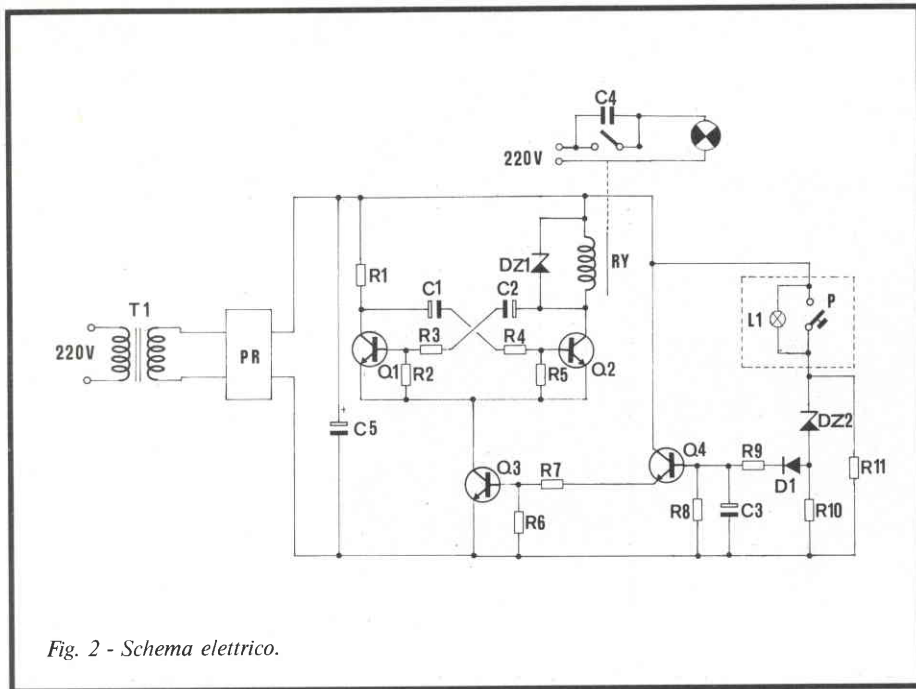 C4
220V
RY
DZ1
C1
C2
R1
T1
220V
PR
R3
R4
Q1
R2
R5
Q2
L1
P
C5
DZ2
Q3
R7
Q4
R9
D1
R11
R6
R8
C3
R10
+
Fig. 2 - Schema elettrico.